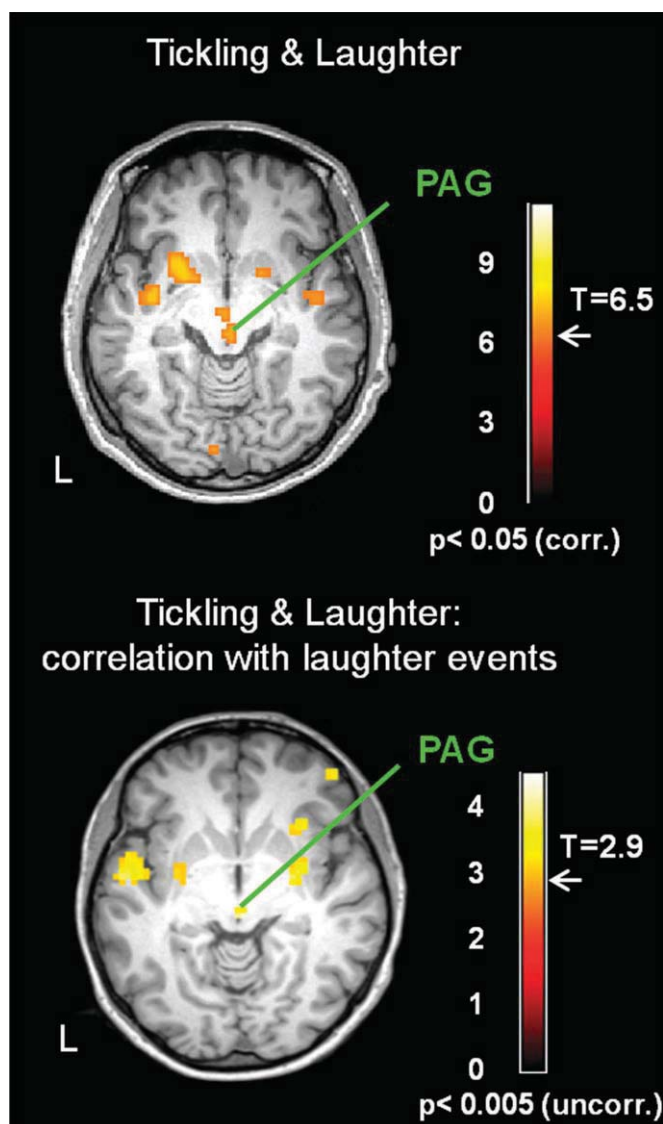 Tickling & Laughter
PAG
9
T=6.5
6
3
L
0
p< 0.05 (corr.)
Tickling & Laughter:
correlation with laughter events
PAG
4
T=2.9
3
2
1
L
0
p< 0.005 (uncorr.)